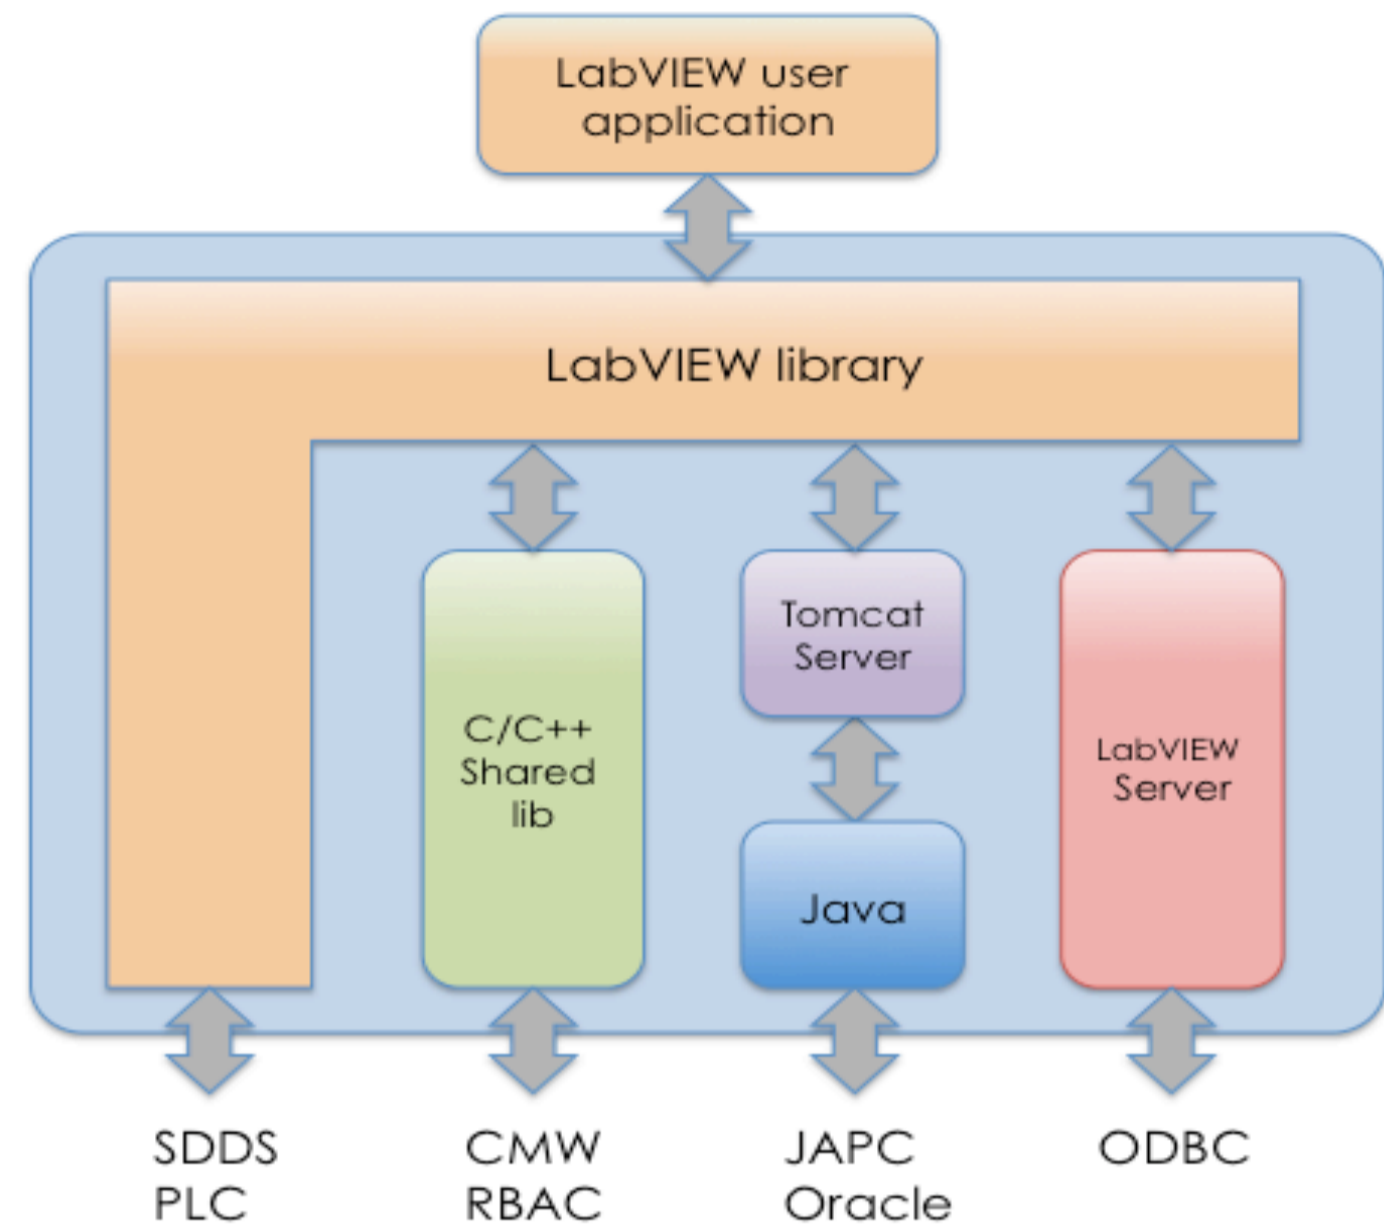 LabVIEW user
application
LabVIEW library
C/C++
Shared
lib
Tomcat
Server
Java
LabVIEW
Server
SDDS
PLC
CMW
RBAC
JAPC
Oracle
ODBC